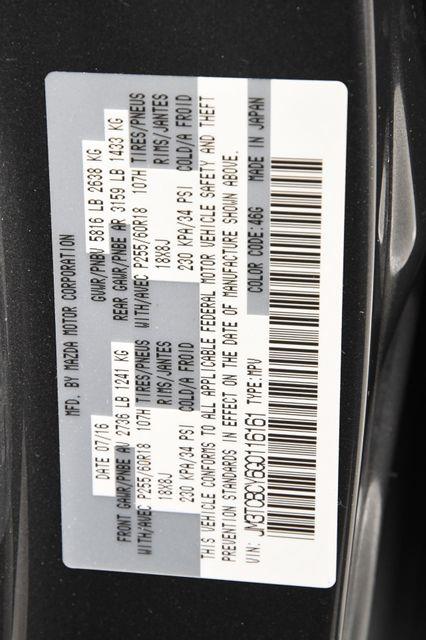 MFD. BY MAZDA MOTOR CORPORATION
DATE 07/16 GVWR/PNBV 5816 LB 2638 KG
FRONT GAWR/PNBE AV 2736 LB 1241 KG REAR GAWR/PNBE AR 3159 LB 1433 KG
WITH/AVEC P255/60R18 107H TIRES/PNEUS WITH/AVEC P255/60R18 107H TIRES/PNEUS
18X8J RIMS/JANTES 18X8J RIMS/JANTES
230 KPA/34 PSI COLD/A FROID 230 KPA/34 PSI COLD/A FROID
THIS VEHICLE CONFORMS TO ALL APPLICABLE FEDERAL MOTOR VEHICLE SAFETY AND THEFT
PREVENTION STANDARDS IN EFFECT ON THE DATE OF MANUFACTURE SHOWN ABOVE.
VIN: JM3TCBCY6G0116161 TYPE:MPV COLOR CODE:46G MADE IN JAPAN